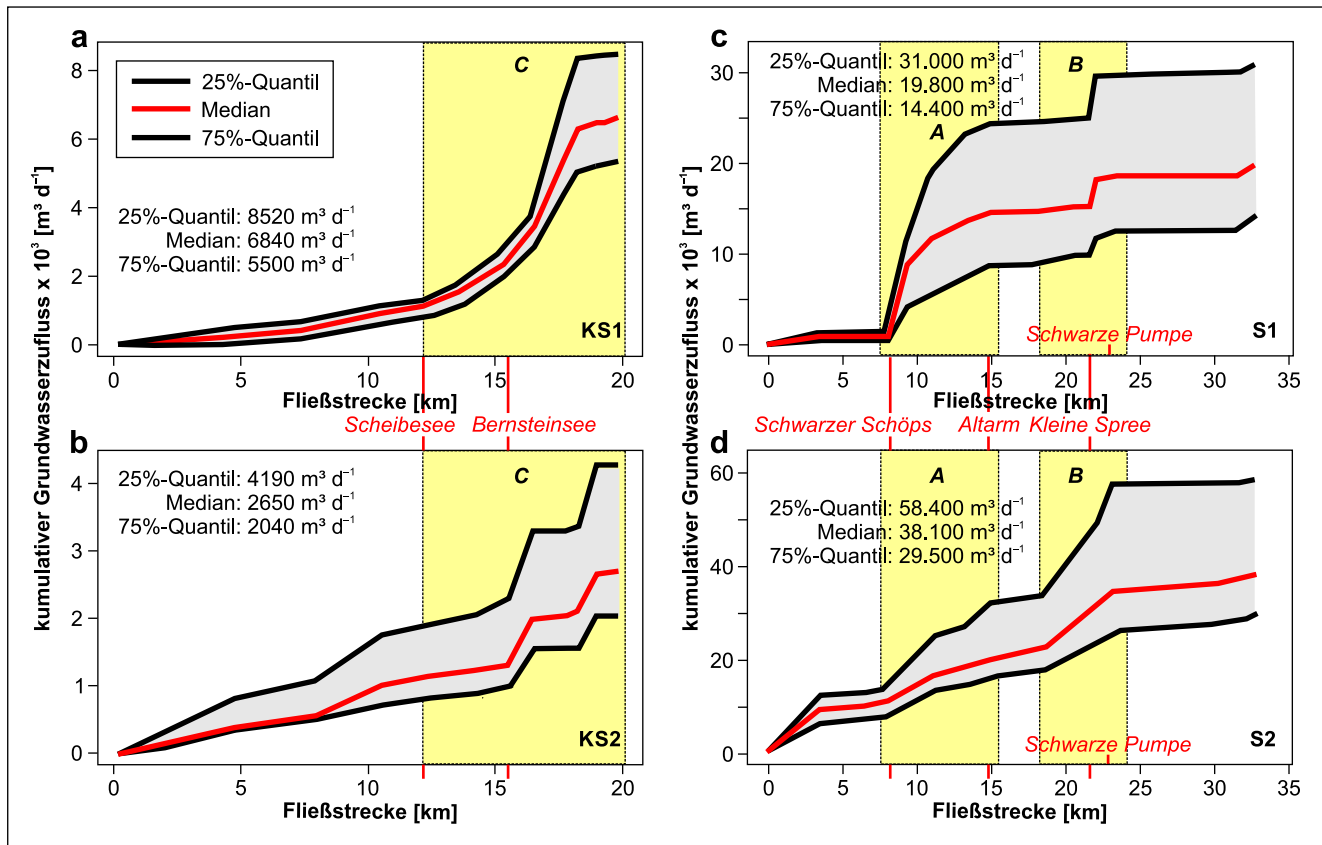 a
C
25%-Quantil
Median
75%-Quantil
25%-Quantil: 8520 m³ d⁻¹
Median: 6840 m³ d⁻¹
75%-Quantil: 5500 m³ d⁻¹
KS1
8
6
4
2
0
0 5 10 15 20
Fließstrecke [km]
kumulativer Grundwasserzufluss x 10³ [m³ d⁻¹]
Scheibesee Bernsteinsee
b
C
25%-Quantil: 4190 m³ d⁻¹
Median: 2650 m³ d⁻¹
75%-Quantil: 2040 m³ d⁻¹
KS2
4
3
2
1
0
0 5 10 15 20
Fließstrecke [km]
c
25%-Quantil: 31.000 m³ d⁻¹
Median: 19.800 m³ d⁻¹
75%-Quantil: 14.400 m³ d⁻¹
A
B
Schwarze Pumpe
S1
30
20
10
0
0 5 10 15 20 25 30 35
Fließstrecke [km]
kumulativer Grundwasserzufluss x 10³ [m³ d⁻¹]
Schwarzer Schöps Altarm Kleine Spree
d
A
B
25%-Quantil: 58.400 m³ d⁻¹
Median: 38.100 m³ d⁻¹
75%-Quantil: 29.500 m³ d⁻¹
Schwarze Pumpe
S2
60
40
20
0
0 5 10 15 20 25 30 35
Fließstrecke [km]